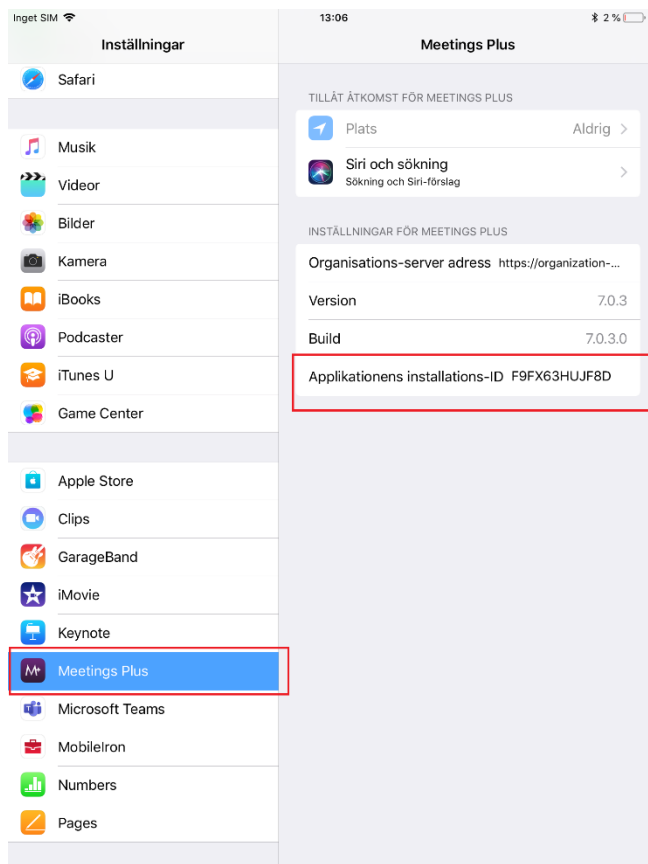 Inget SIM 13:06 2 %
Inställningar
Safari
Musik
Videor
Bilder
Kamera
iBooks
Podcaster
iTunes U
Game Center
Apple Store
Clips
GarageBand
iMovie
Keynote
Meetings Plus
Microsoft Teams
MobileIron
Numbers
Pages
Meetings Plus
TILLÅT ÅTKOMST FÖR MEETINGS PLUS
Plats Aldrig
Siri och sökning
Sökning och Siri-förslag
INSTÄLLNINGAR FÖR MEETINGS PLUS
Organisations-server adress https://organization-...
Version 7.0.3
Build 7.0.3.0
Applikationens installations-ID F9FX63HUJF8D